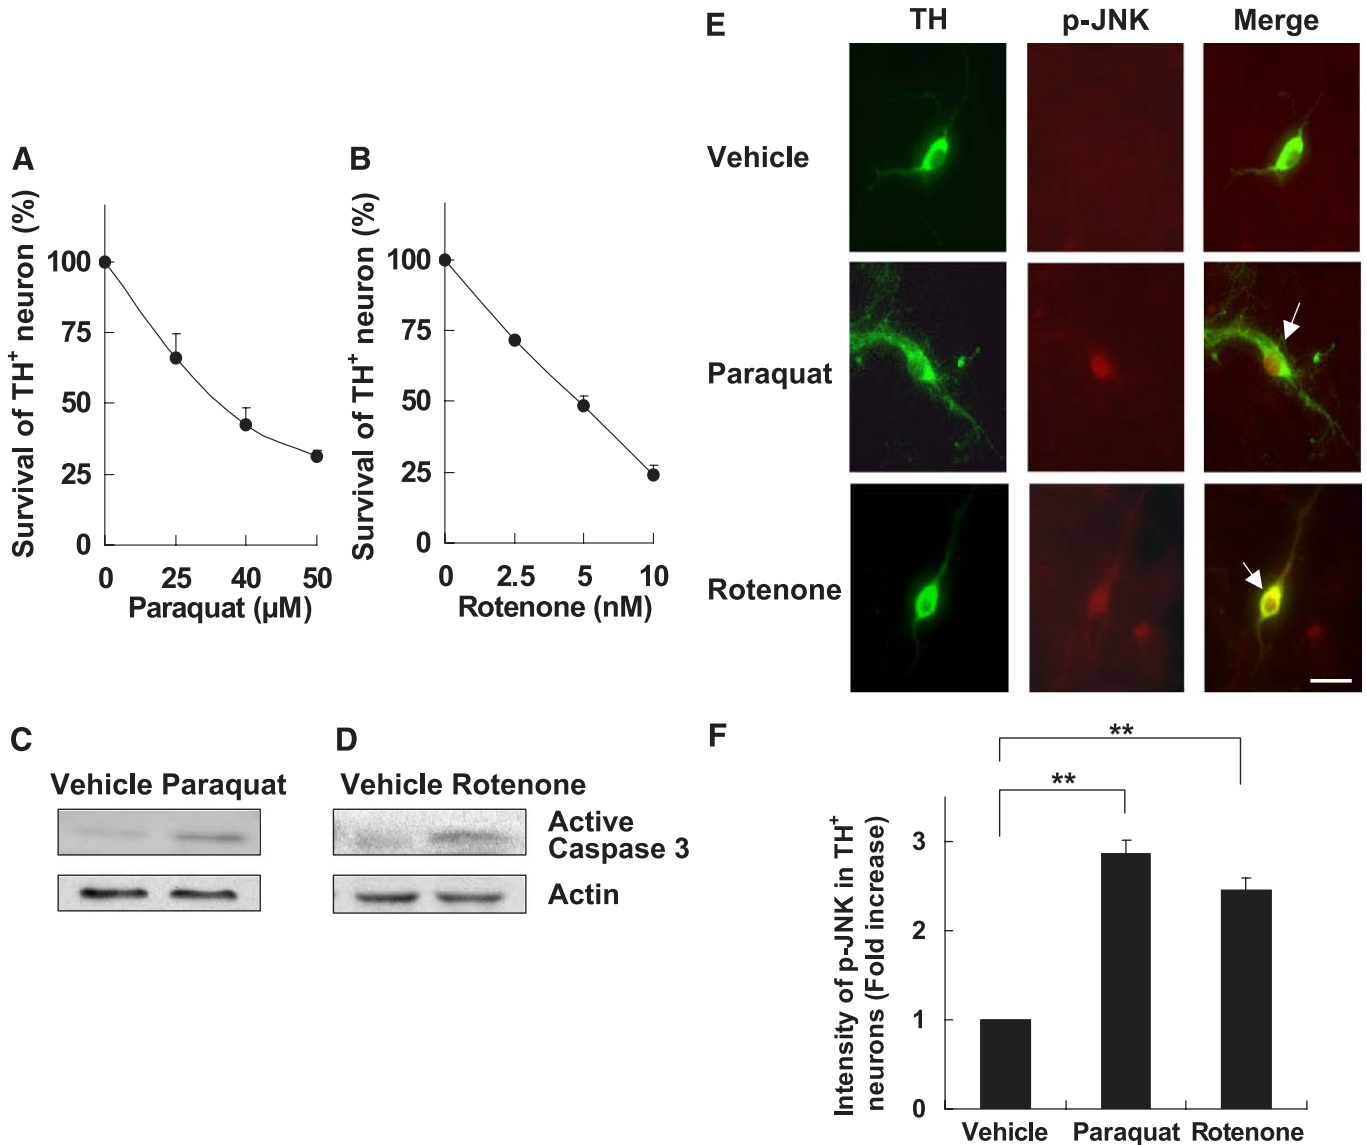 A
Survival of TH+ neuron (%)
100
75
50
25
0
0 25 40 50
Paraquat (µM)
B
Survival of TH+ neuron (%)
100
75
50
25
0
0 2.5 5 10
Rotenone (nM)
C
Vehicle Paraquat
D
Vehicle Rotenone
Active
Caspase 3
Actin
E
TH p-JNK Merge
Vehicle
Paraquat
Rotenone
F
**
**
Intensity of p-JNK in TH+
neurons (Fold increase)
3
2
1
0
Vehicle Paraquat Rotenone